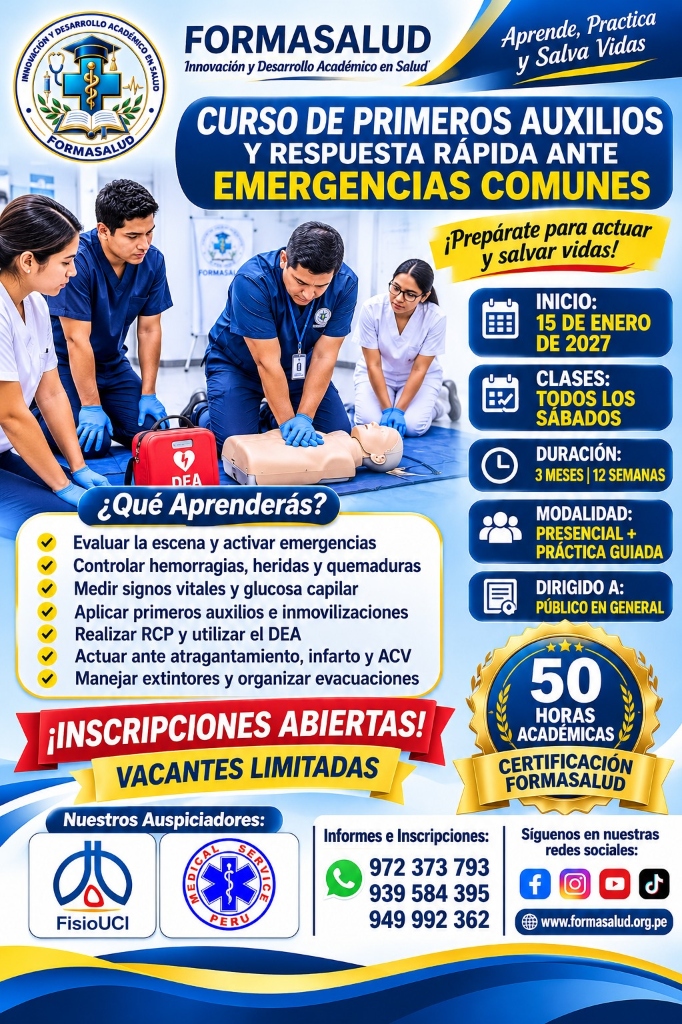 INNOVACIÓN Y DESARROLLO ACADÉMICO EN SALUD
FORMASALUD
FORMASALUD
Innovación y Desarrollo Académico en Salud
Aprende, Practica
y Salva Vidas
CURSO DE PRIMEROS AUXILIOS
Y RESPUESTA RÁPIDA ANTE
EMERGENCIAS COMUNES
¡Prepárate para actuar
y salvar vidas!
FORMASALUD
DEA
INICIO:
15 DE ENERO
DE 2027
CLASES:
TODOS LOS
SÁBADOS
DURACIÓN:
3 MESES | 12 SEMANAS
MODALIDAD:
PRESENCIAL +
PRÁCTICA GUIADA
DIRIGIDO A:
PÚBLICO EN GENERAL
¿Qué Aprenderás?
Evaluar la escena y activar emergencias
Controlar hemorragias, heridas y quemaduras
Medir signos vitales y glucosa capilar
Aplicar primeros auxilios e inmovilizaciones
Realizar RCP y utilizar el DEA
Actuar ante atragantamiento, infarto y ACV
Manejar extintores y organizar evacuaciones
50
HORAS
ACADÉMICAS
CERTIFICACIÓN
FORMASALUD
¡INSCRIPCIONES ABIERTAS!
VACANTES LIMITADAS
Nuestros Auspiciadores:
FisioUCI
MEDICAL SERVICE
PERU
Informes e Inscripciones:
972 373 793
939 584 395
949 992 362
Síguenos en nuestras
redes sociales:
www.formasalud.org.pe